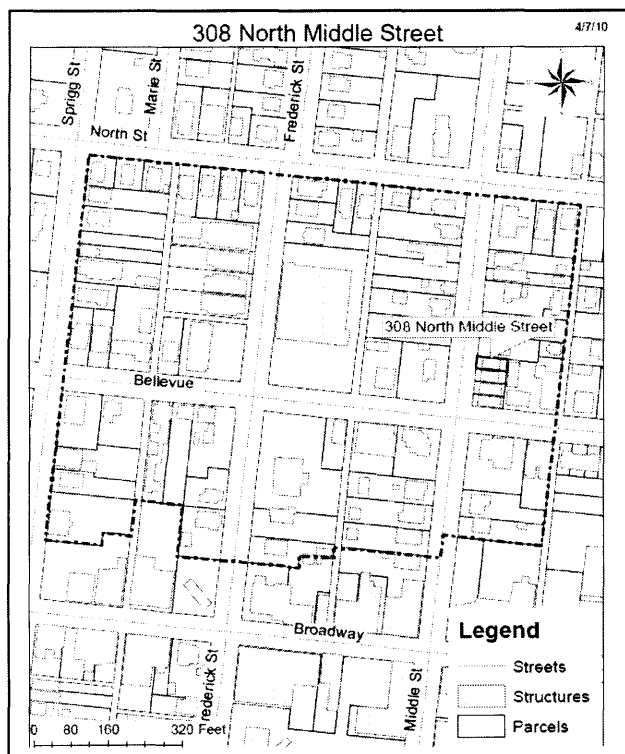 308 North Middle Street
4/7/10
Sprigg St
Marie St
Frederick St
North St
308 North Middle Street
Bellevue
Broadway
Frederick St
Middle St
Legend
Streets
Structures
Parcels
0 80 160 320 Feet